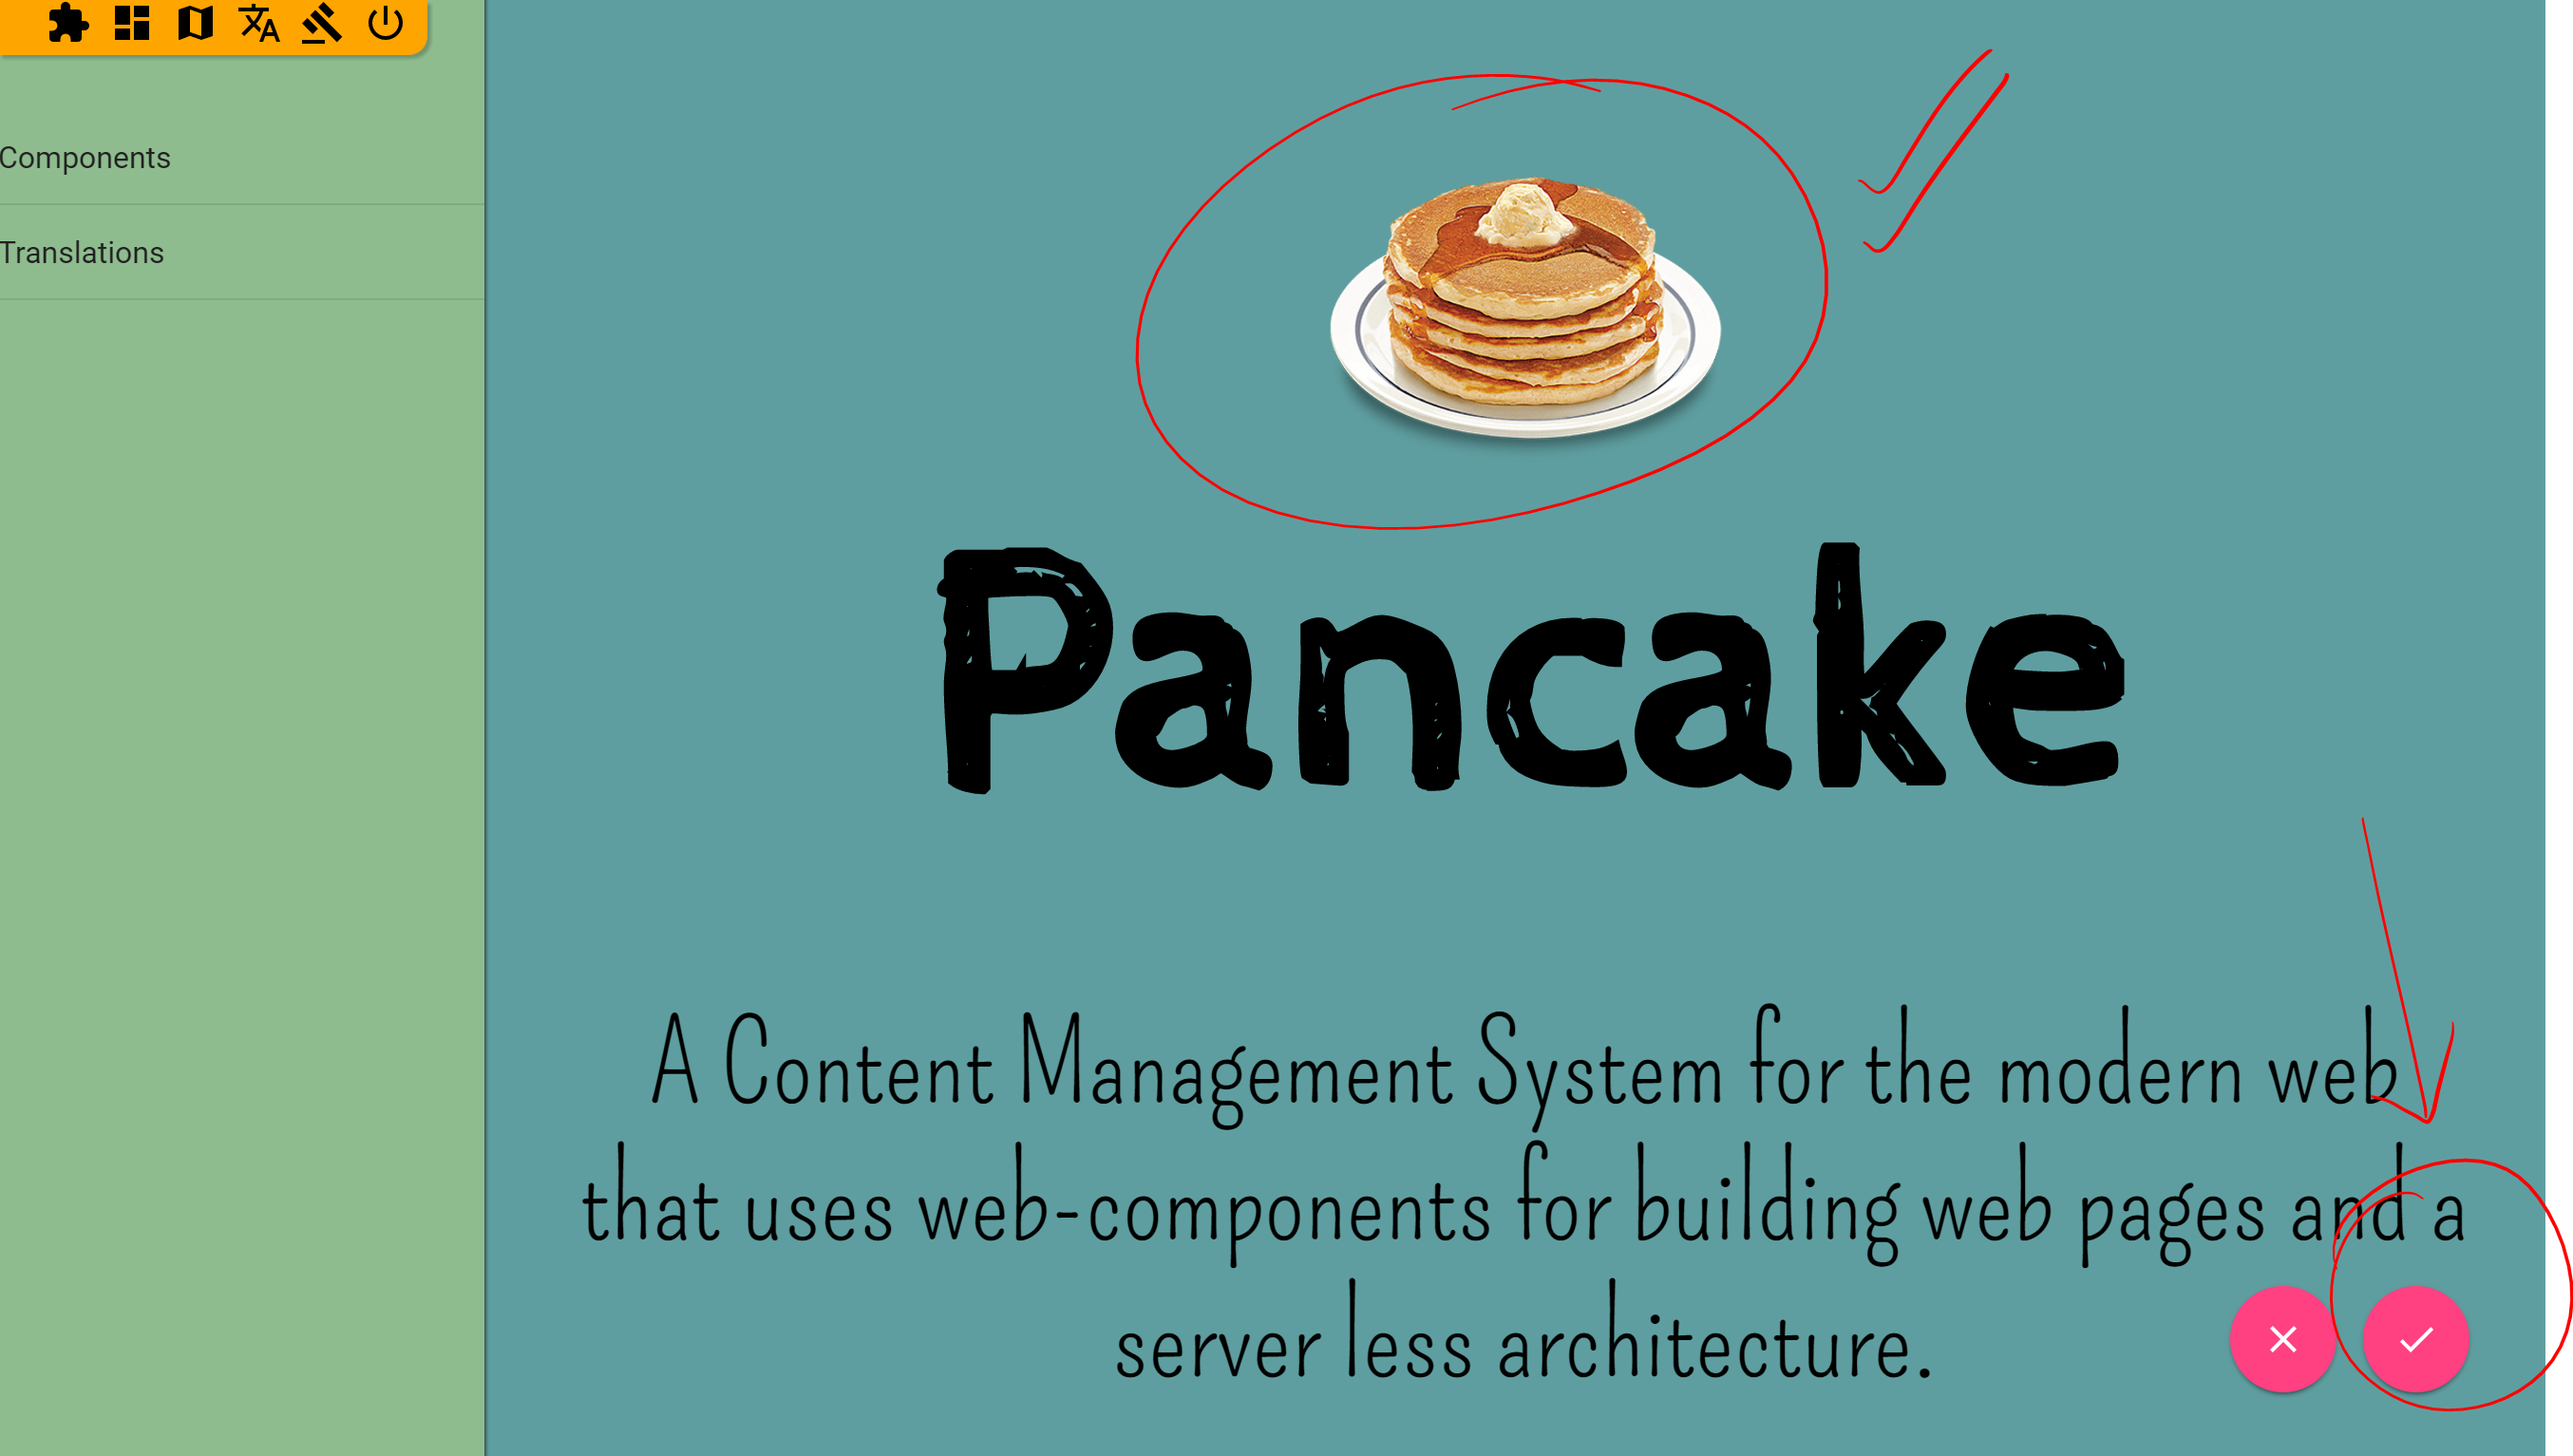 Components
Translations
Pancake
A Content Management System for the modern web
that uses web-components for building web pages and a
server less architecture.